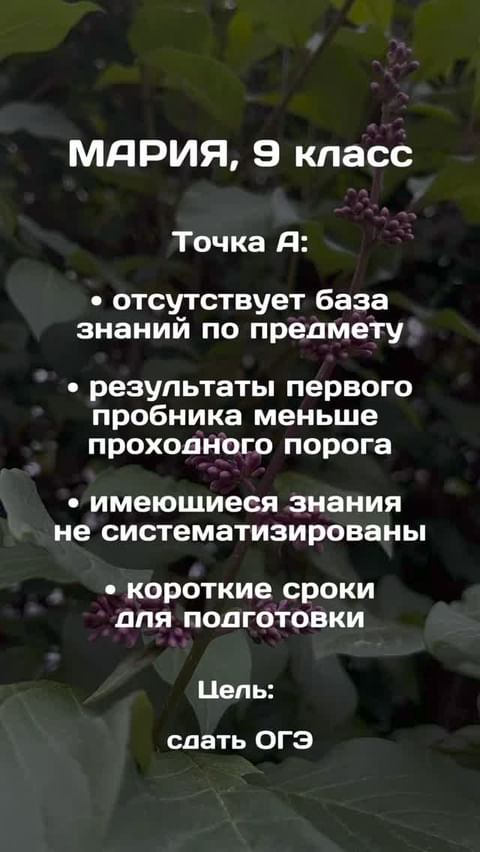 МАРИЯ, 9 класс
Точка А:
• отсутствует база
знаний по предмету
• результаты первого
пробника меньше
проходного порога
• имеющиеся знания
не систематизированы
• короткие сроки
для подготовки
Цель:
сдать ОГЭ